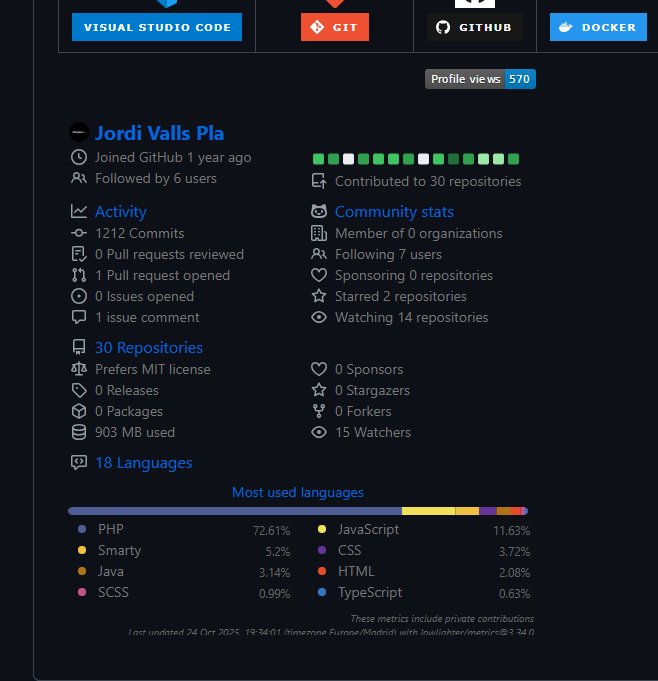 VISUAL STUDIO CODE GIT GITHUB DOCKER
Profile views 570
Jordi Valls Pla
Joined GitHub 1 year ago
Followed by 6 users
Contributed to 30 repositories
Activity
1212 Commits
0 Pull requests reviewed
1 Pull request opened
0 Issues opened
1 issue comment
Community stats
Member of 0 organizations
Following 7 users
Sponsoring 0 repositories
Starred 2 repositories
Watching 14 repositories
30 Repositories
Prefers MIT license
0 Releases
0 Packages
903 MB used
0 Sponsors
0 Stargazers
0 Forkers
15 Watchers
18 Languages
Most used languages
PHP 72.61%
JavaScript 11.63%
Smarty 5.2%
CSS 3.72%
Java 3.14%
HTML 2.08%
SCSS 0.99%
TypeScript 0.63%
These metrics include private contributions
Last updated 24 Oct 2025, 19:34:01 (timezone Europe/Madrid) with lowlighter/metrics@3.34.0